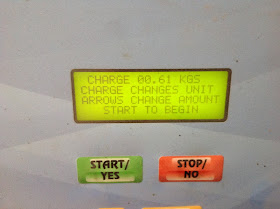 CHARGE 00.61 KGS
CHARGE CHANGES UNIT
ARROWS CHANGE AMOUNT
START TO BEGIN
START/ STOP/
YES NO